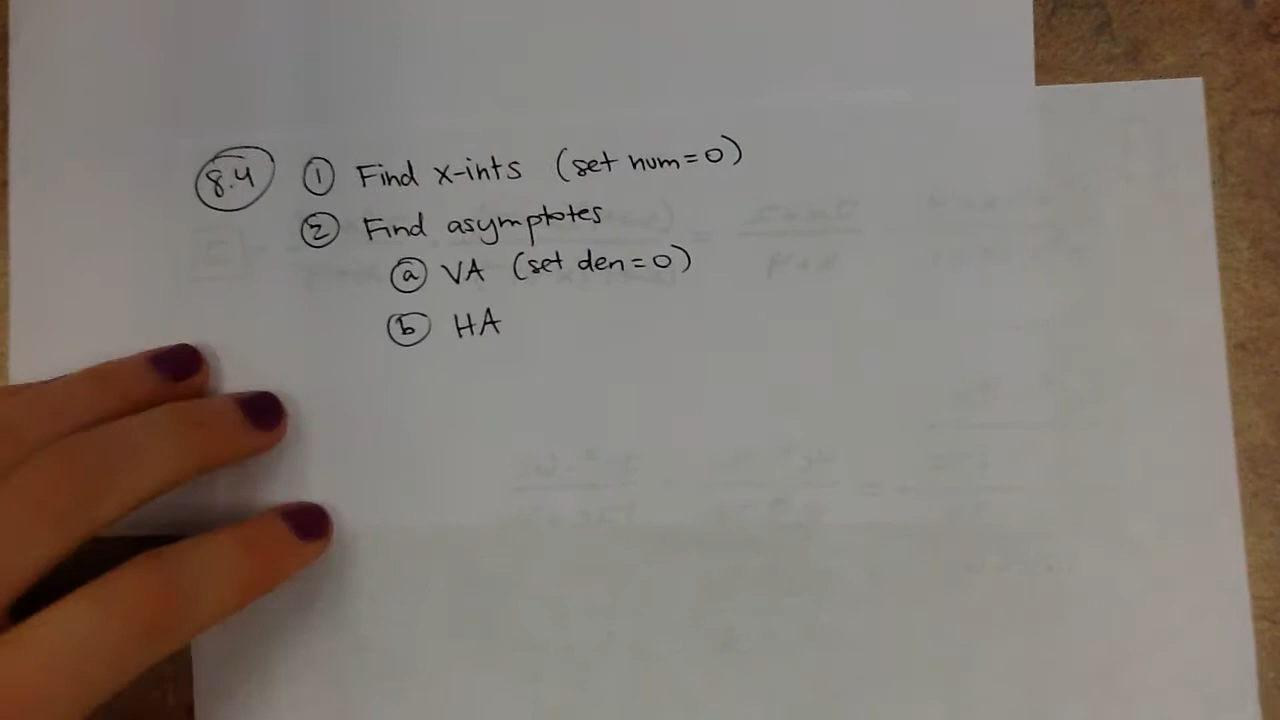 8.4 ① Find x-ints (set num=0)
② Find asymptotes
ⓐ VA (set den=0)
ⓑ HA